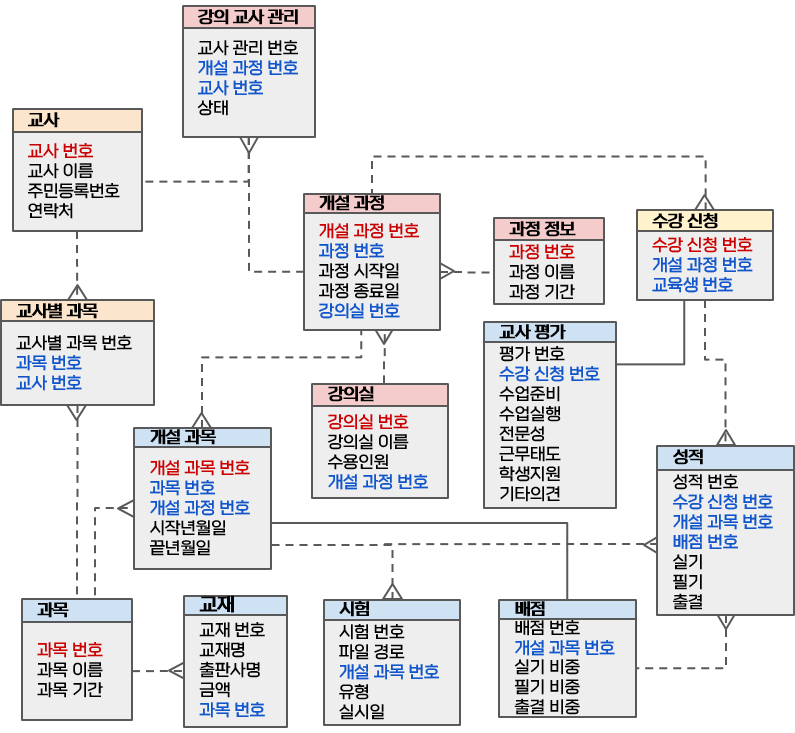 강의 교사 관리
교사 관리 번호
개설 과정 번호
교사 번호
상태
교사
교사 번호
교사 이름
주민등록번호
연락처
개설 과정
개설 과정 번호
과정 번호
과정 시작일
과정 종료일
강의실 번호
과정 정보
과정 번호
과정 이름
과정 기간
수강 신청
수강 신청 번호
개설 과정 번호
교육생 번호
교사별 과목
교사별 과목 번호
과목 번호
교사 번호
교사 평가
평가 번호
수강 신청 번호
수업준비
수업실행
전문성
근무태도
학생지원
기타의견
강의실
강의실 번호
강의실 이름
수용인원
개설 과정 번호
개설 과목
개설 과목 번호
과목 번호
개설 과정 번호
시작년월일
끝년월일
성적
성적 번호
수강 신청 번호
개설 과목 번호
배점 번호
실기
필기
출결
과목
과목 번호
과목 이름
과목 기간
교재
교재 번호
교재명
출판사명
금액
과목 번호
시험
시험 번호
파일 경로
개설 과목 번호
유형
실시일
배점
배점 번호
개설 과목 번호
실기 비중
필기 비중
출결 비중